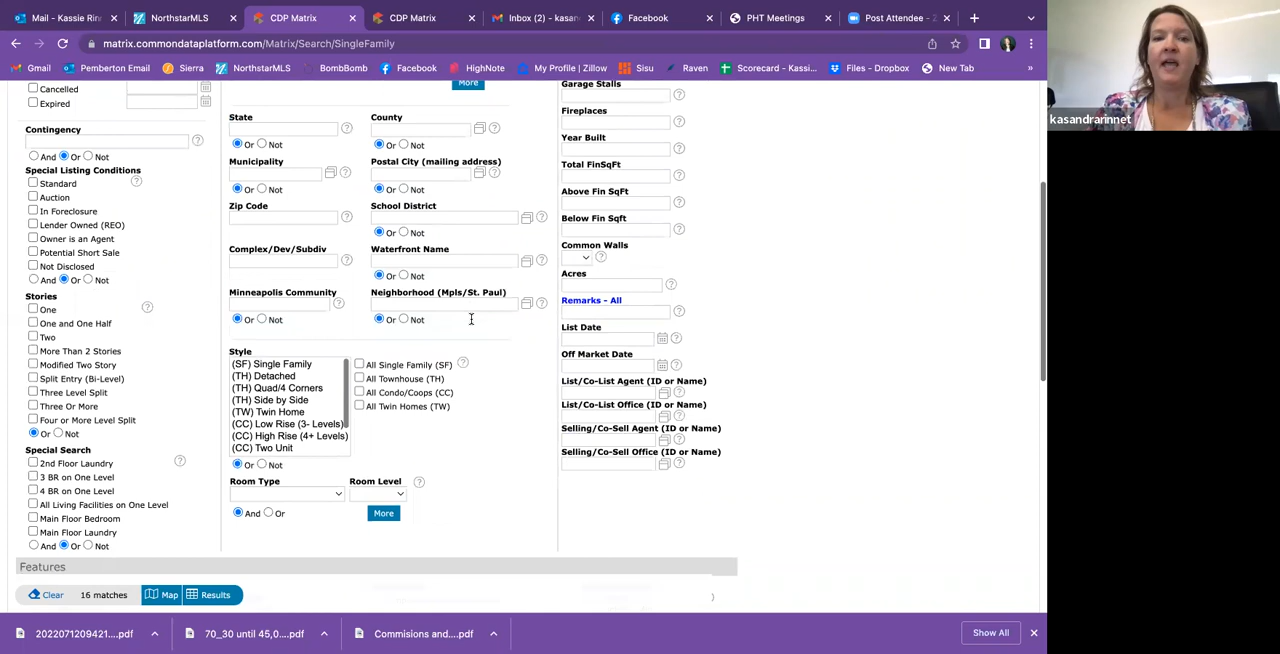 Mail - Kassie Rinn
NorthstarMLS
CDP Matrix
CDP Matrix
Inbox (2) - kasan
Facebook
PHT Meetings
Post Attendee - Z
matrix.commondataplatform.com/Matrix/Search/SingleFamily
Gmail
Pemberton Email
Sierra
NorthstarMLS
BombBomb
Facebook
HighNote
My Profile | Zillow
Sisu
Raven
Scorecard - Kassi...
Files - Dropbox
New Tab
»
kasandrarinnet
Cancelled
Expired
Contingency
And Or Not
Special Listing Conditions
Standard
Auction
In Foreclosure
Lender Owned (REO)
Owner is an Agent
Potential Short Sale
Not Disclosed
And Or Not
Stories
One
One and One Half
Two
More Than 2 Stories
Modified Two Story
Split Entry (Bi-Level)
Three Level Split
Three Or More
Four or More Level Split
Or Not
Special Search
2nd Floor Laundry
3 BR on One Level
4 BR on One Level
All Living Facilities on One Level
Main Floor Bedroom
Main Floor Laundry
And Or Not
More
State
Or Not
County
Or Not
Municipality
Or Not
Postal City (mailing address)
Or Not
Zip Code
School District
Or Not
Complex/Dev/Subdiv
Waterfront Name
Or Not
Minneapolis Community
Or Not
Neighborhood (Mpls/St. Paul)
Or Not
Style
(SF) Single Family
(TH) Detached
(TH) Quad/4 Corners
(TH) Side by Side
(TW) Twin Home
(CC) Low Rise (3- Levels)
(CC) High Rise (4+ Levels)
(CC) Two Unit
Or Not
All Single Family (SF)
All Townhouse (TH)
All Condo/Coops (CC)
All Twin Homes (TW)
Room Type
Room Level
And Or
More
Garage Stalls
Fireplaces
Year Built
Total FinSqFt
Above Fin SqFt
Below Fin Sqft
Common Walls
Acres
Remarks - All
List Date
Off Market Date
List/Co-List Agent (ID or Name)
List/Co-List Office (ID or Name)
Selling/Co-Sell Agent (ID or Name)
Selling/Co-Sell Office (ID or Name)
Features
Clear
16 matches
Map
Results
2022071209421....pdf
70_30 until 45,0....pdf
Commisions and....pdf
Show All